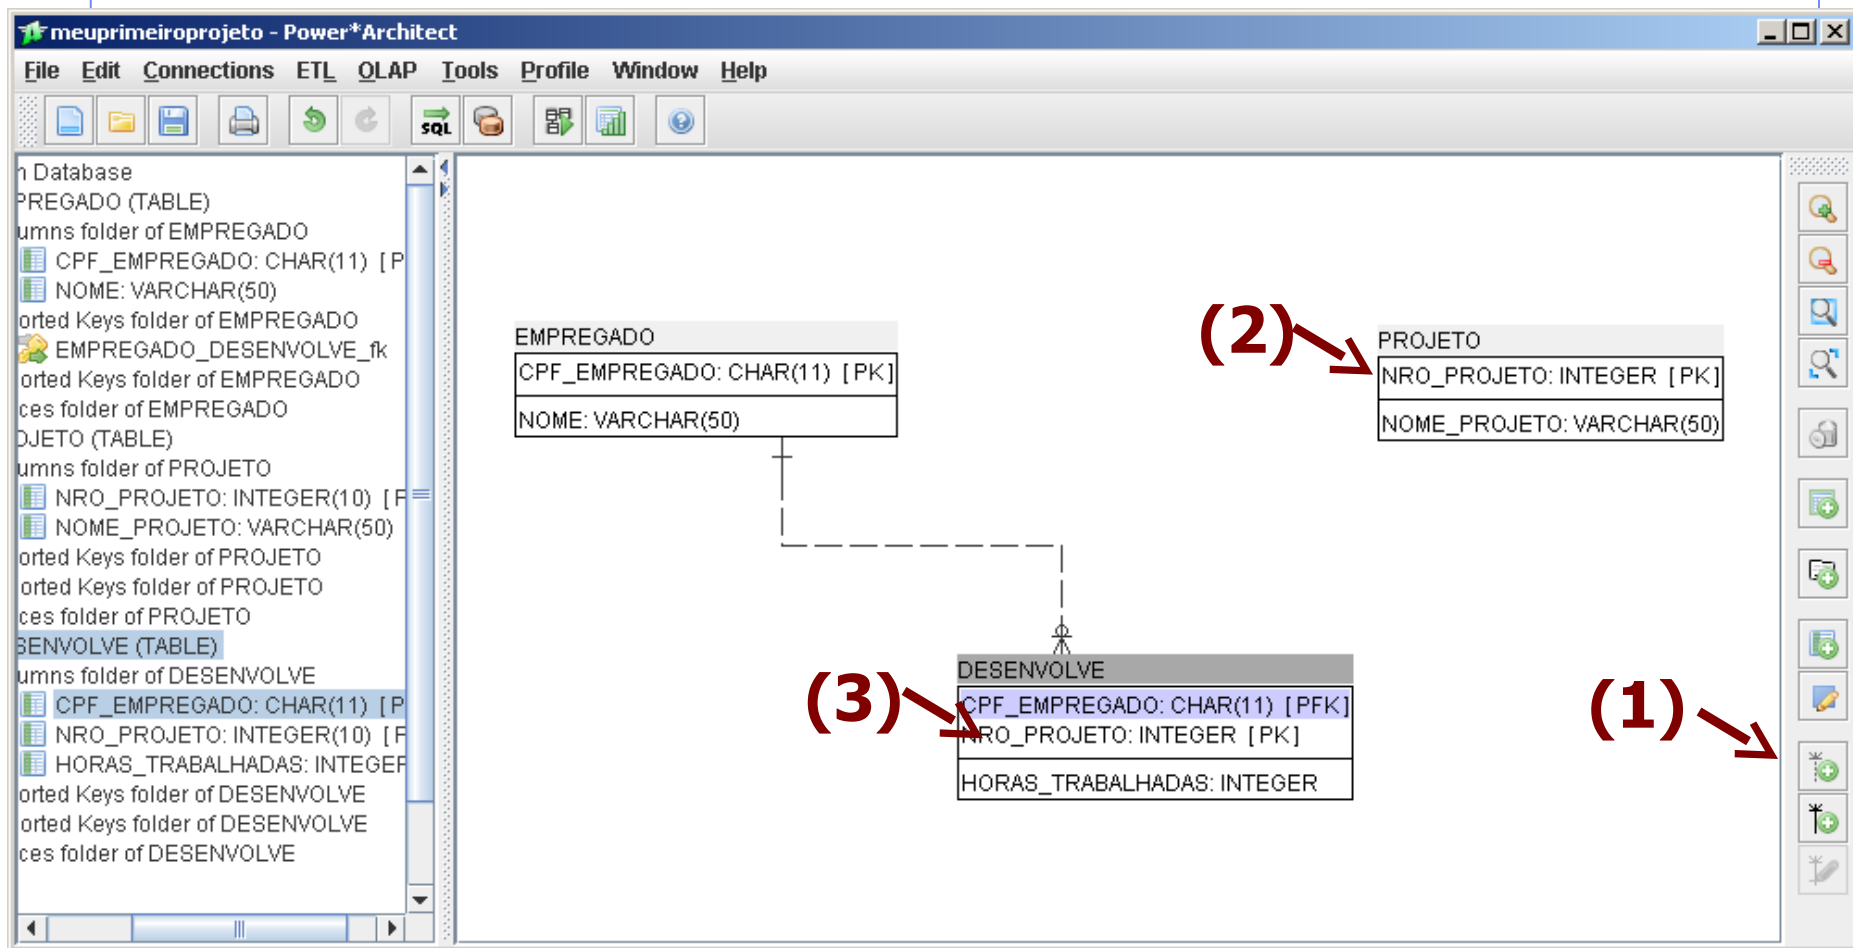 meuprimeiroprojeto - Power*Architect
File Edit Connections ETL OLAP Tools Profile Window Help
SQL
n Database
PREGADO (TABLE)
umns folder of EMPREGADO
CPF_EMPREGADO: CHAR(11) [ P
NOME: VARCHAR(50)
orted Keys folder of EMPREGADO
EMPREGADO_DESENVOLVE_fk
orted Keys folder of EMPREGADO
ces folder of EMPREGADO
OJETO (TABLE)
umns folder of PROJETO
NRO_PROJETO: INTEGER(10) [ P
NOME_PROJETO: VARCHAR(50)
orted Keys folder of PROJETO
orted Keys folder of PROJETO
ces folder of PROJETO
SENVOLVE (TABLE)
umns folder of DESENVOLVE
CPF_EMPREGADO: CHAR(11) [ P
NRO_PROJETO: INTEGER(10) [ P
HORAS_TRABALHADAS: INTEGER
orted Keys folder of DESENVOLVE
orted Keys folder of DESENVOLVE
ces folder of DESENVOLVE
EMPREGADO
CPF_EMPREGADO: CHAR(11) [ PK ]
NOME: VARCHAR(50)
(2)
PROJETO
NRO_PROJETO: INTEGER [ PK ]
NOME_PROJETO: VARCHAR(50)
(3)
DESENVOLVE
CPF_EMPREGADO: CHAR(11) [ PFK ]
NRO_PROJETO: INTEGER [ PK ]
HORAS_TRABALHADAS: INTEGER
(1)